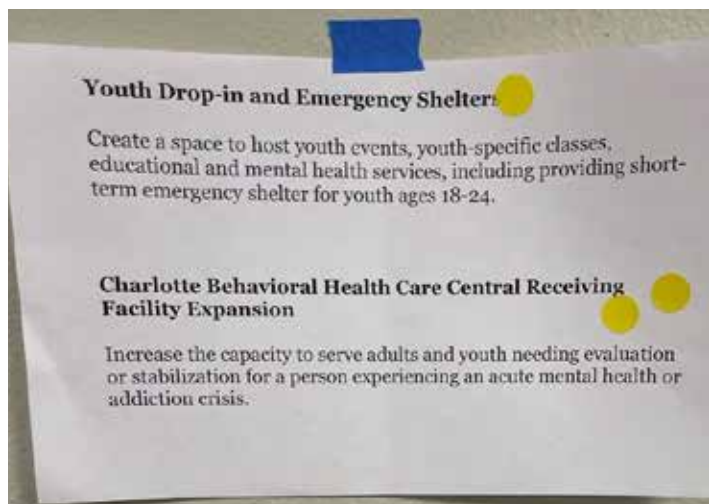 Youth Drop-in and Emergency Shelters
Create a space to host youth events, youth-specific classes,
educational and mental health services, including providing short-
term emergency shelter for youth ages 18-24.
Charlotte Behavioral Health Care Central Receiving
Facility Expansion
Increase the capacity to serve adults and youth needing evaluation
or stabilization for a person experiencing an acute mental health or
addiction crisis.